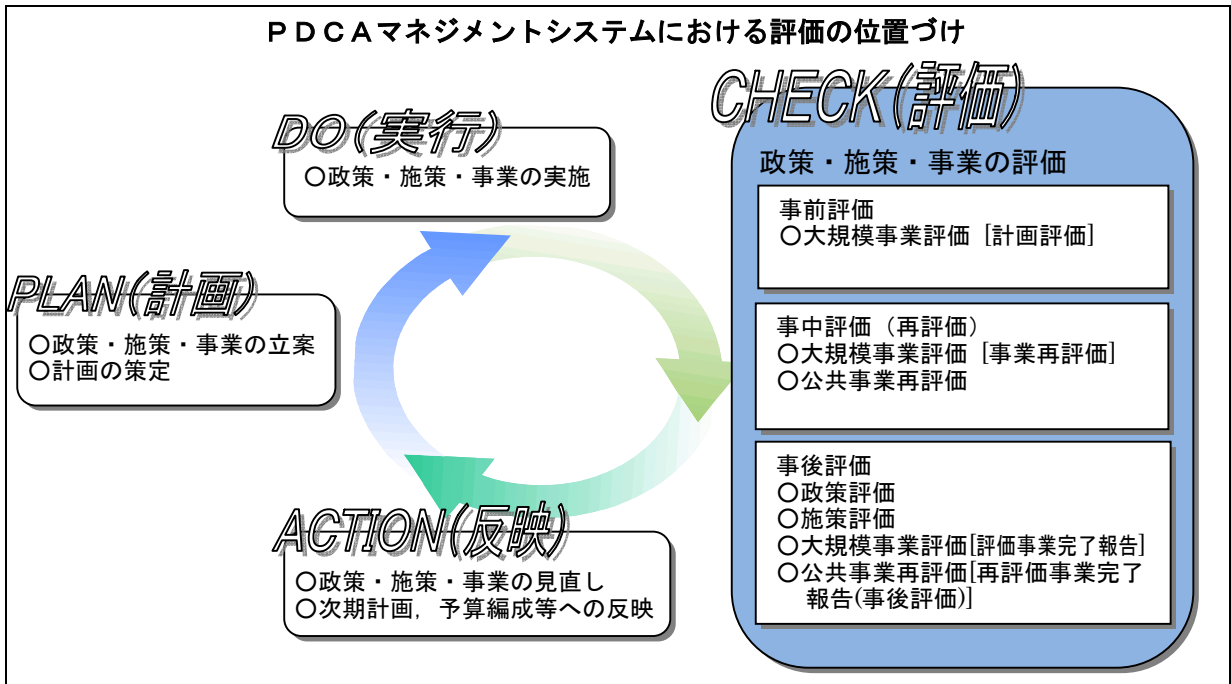 ＰＤＣＡマネジメントシステムにおける評価の位置づけ
PLAN(計画)
○政策・施策・事業の立案
○計画の策定
DO(実行)
○政策・施策・事業の実施
CHECK(評価)
政策・施策・事業の評価
事前評価
○大規模事業評価 [計画評価]
事中評価（再評価）
○大規模事業評価 [事業再評価]
○公共事業再評価
事後評価
○政策評価
○施策評価
○大規模事業評価[評価事業完了報告]
○公共事業再評価[再評価事業完了
報告(事後評価)]
ACTION(反映)
○政策・施策・事業の見直し
○次期計画，予算編成等への反映